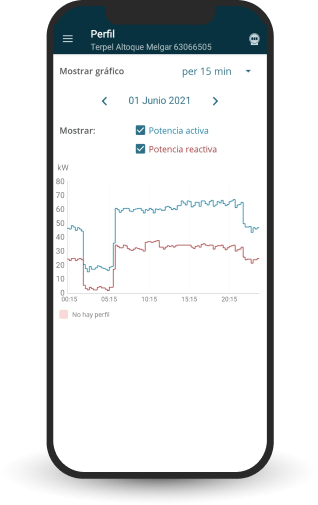 Perfil
Terpel Altoque Melgar 63066505
Mostrar gráfico
por 15 min
01 Junio 2021
Mostrar:
Potencia activa
Potencia reactiva
kW
80
70
60
50
40
30
20
10
0
00:15 05:15 10:15 15:15 20:15
No hay perfil